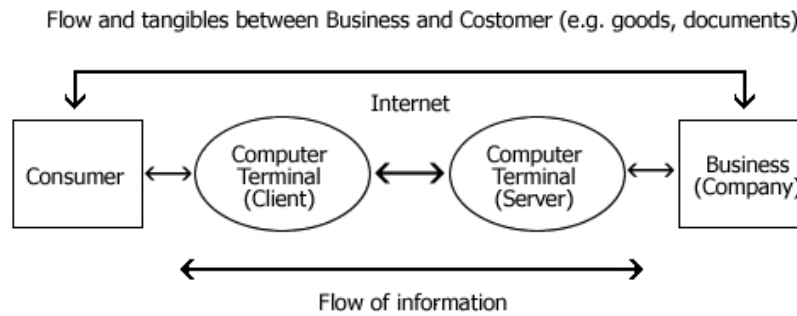 Flow and tangibles between Business and Costomer (e.g. goods, documents)
Internet
Consumer
Computer
Terminal
(Client)
Computer
Terminal
(Server)
Business
(Company)
Flow of information